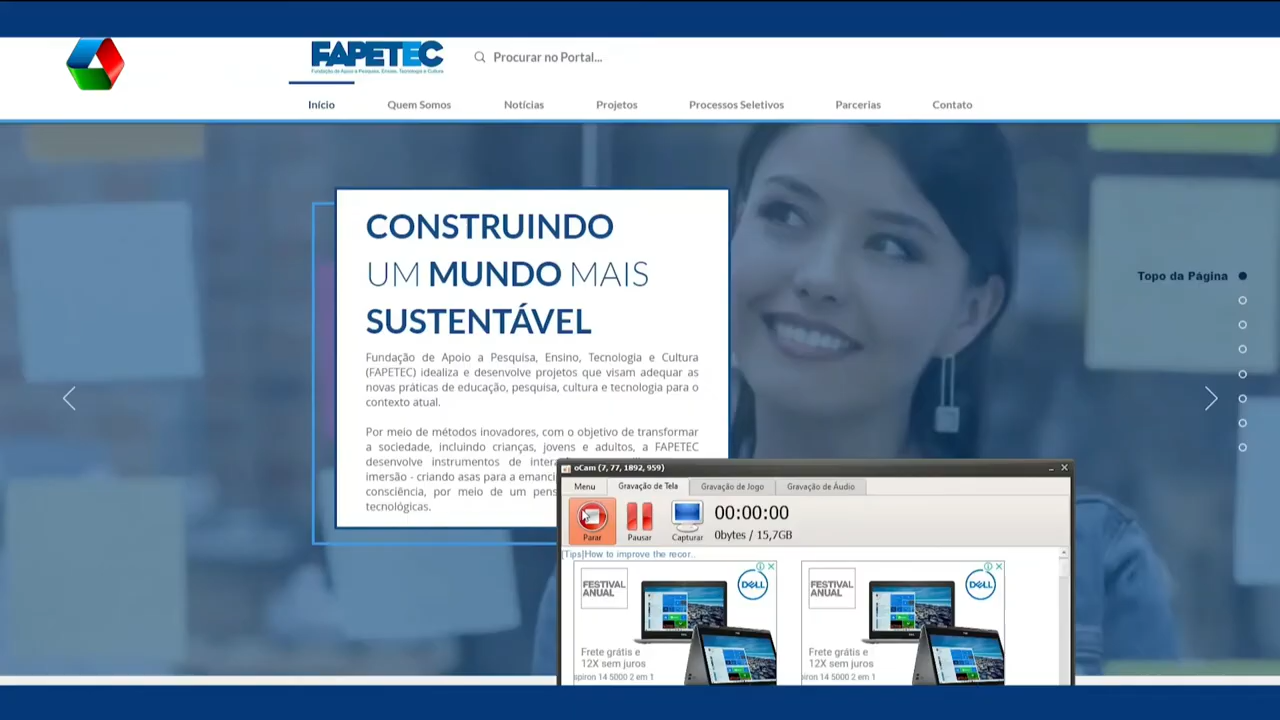 FAPETEC
Fundação de Apoio a Pesquisa, Ensino, Tecnologia e Cultura
Procurar no Portal...
Início
Quem Somos
Notícias
Projetos
Processos Seletivos
Parcerias
Contato
CONSTRUINDO
UM MUNDO MAIS
SUSTENTÁVEL
Fundação de Apoio a Pesquisa, Ensino, Tecnologia e Cultura
(FAPETEC) idealiza e desenvolve projetos que visam adequar as
novas práticas de educação, pesquisa, cultura e tecnologia para o
contexto atual.
Por meio de métodos inovadores, com o objetivo de transformar
a sociedade, incluindo crianças, jovens e adultos, a FAPETEC
desenvolve instrumentos de
imersão - criando asas para a
consciência, por meio de um
tecnológicas.
Topo da Página
oCam (7, 77, 1892, 959)
Menu
Gravação de Tela
Gravação de Jogo
Gravação de Áudio
Parar
Pausar
Capturar
00:00:00
0bytes / 15,7GB
[Tips]How to improve the recor..
FESTIVAL
ANUAL
DELL
Frete grátis e
12X sem juros
spiron 14 5000 2 em 1
FESTIVAL
ANUAL
DELL
Frete grátis e
12X sem juros
piron 14 5000 2 em 1